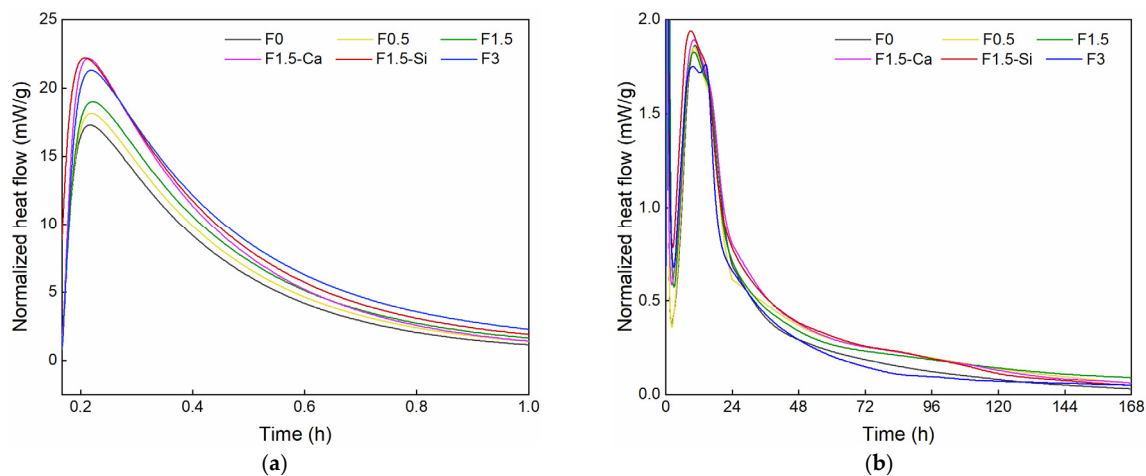 25
20
15
10
5
0
Normalized heat flow (mW/g)
F0 F0.5 F1.5
F1.5-Ca F1.5-Si F3
0.2 0.4 0.6 0.8 1.0
Time (h)
(a)
2.0
1.6
1.2
1.0
0.5
0.0
Normalized heat flow (mW/g)
F0 F0.5 F1.5
F1.5-Ca F1.5-Si F3
0 24 48 72 96 120 144 168
Time (h)
(b)